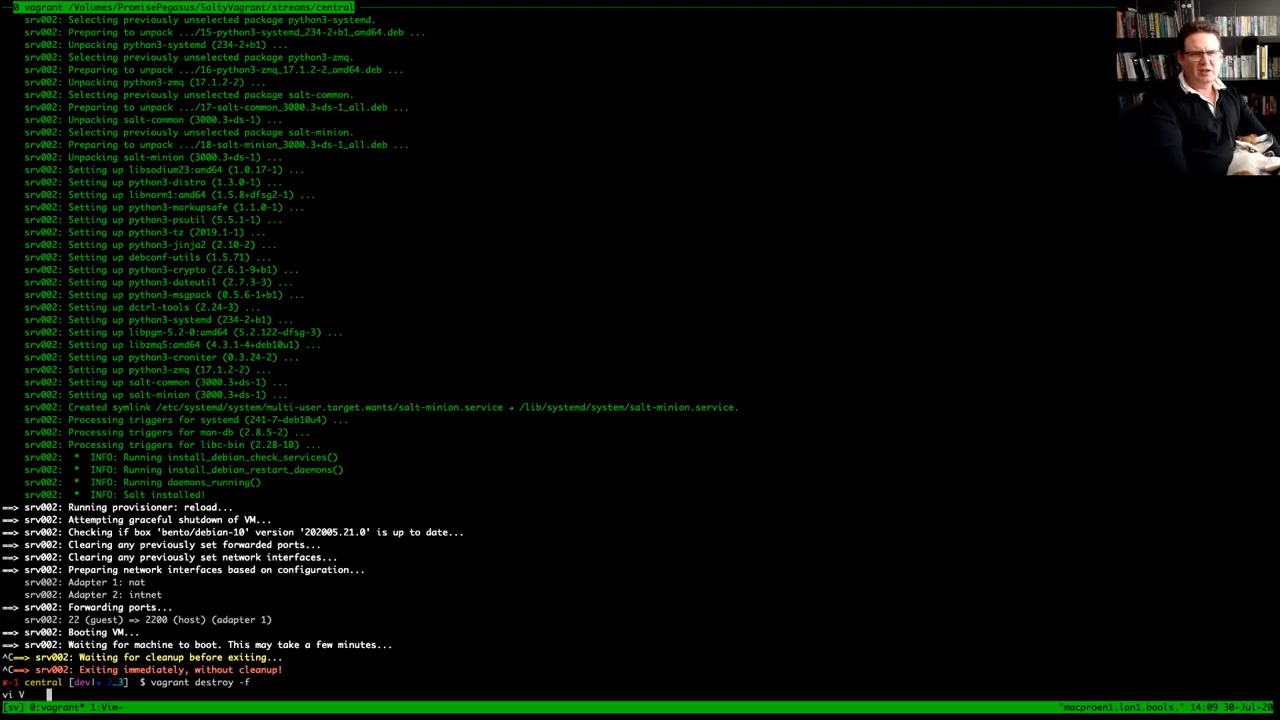 0 vagrant /Volumes/PromisePegasus/SaltyVagrant/streams/central
srv002: Selecting previously unselected package python3-systemd.
srv002: Preparing to unpack .../15-python3-systemd_234-2+b1_amd64.deb ...
srv002: Unpacking python3-systemd (234-2+b1) ...
srv002: Selecting previously unselected package python3-zmq.
srv002: Preparing to unpack .../16-python3-zmq_17.1.2-2_amd64.deb ...
srv002: Unpacking python3-zmq (17.1.2-2) ...
srv002: Selecting previously unselected package salt-common.
srv002: Preparing to unpack .../17-salt-common_3000.3+ds-1_all.deb ...
srv002: Unpacking salt-common (3000.3+ds-1) ...
srv002: Selecting previously unselected package salt-minion.
srv002: Preparing to unpack .../18-salt-minion_3000.3+ds-1_all.deb ...
srv002: Unpacking salt-minion (3000.3+ds-1) ...
srv002: Setting up libsodium23:amd64 (1.0.17-1) ...
srv002: Setting up python3-distro (1.3.0-1) ...
srv002: Setting up libnorm1:amd64 (1.5.8+dfsg2-1) ...
srv002: Setting up python3-markupsafe (1.1.0-1) ...
srv002: Setting up python3-psutil (5.5.1-1) ...
srv002: Setting up python3-tz (2019.1-1) ...
srv002: Setting up python3-jinja2 (2.10-2) ...
srv002: Setting up debconf-utils (1.5.71) ...
srv002: Setting up python3-crypto (2.6.1-9+b1) ...
srv002: Setting up python3-dateutil (2.7.3-3) ...
srv002: Setting up python3-msgpack (0.5.6-1+b1) ...
srv002: Setting up dctrl-tools (2.24-3) ...
srv002: Setting up python3-systemd (234-2+b1) ...
srv002: Setting up libpgm-5.2-0:amd64 (5.2.122~dfsg-3) ...
srv002: Setting up libzmq5:amd64 (4.3.1-4+deb10u1) ...
srv002: Setting up python3-croniter (0.3.24-2) ...
srv002: Setting up python3-zmq (17.1.2-2) ...
srv002: Setting up salt-common (3000.3+ds-1) ...
srv002: Setting up salt-minion (3000.3+ds-1) ...
srv002: Created symlink /etc/systemd/system/multi-user.target.wants/salt-minion.service → /lib/systemd/system/salt-minion.service.
srv002: Processing triggers for systemd (241-7~deb10u4) ...
srv002: Processing triggers for man-db (2.8.5-2) ...
srv002: Processing triggers for libc-bin (2.28-10) ...
srv002: * INFO: Running install_debian_check_services()
srv002: * INFO: Running install_debian_restart_daemons()
srv002: * INFO: Running daemons_running()
srv002: * INFO: Salt installed!
==> srv002: Running provisioner: reload...
==> srv002: Attempting graceful shutdown of VM...
==> srv002: Checking if box 'bento/debian-10' version '202005.21.0' is up to date...
==> srv002: Clearing any previously set forwarded ports...
==> srv002: Clearing any previously set network interfaces...
==> srv002: Preparing network interfaces based on configuration...
srv002: Adapter 1: nat
srv002: Adapter 2: intnet
==> srv002: Forwarding ports...
srv002: 22 (guest) => 2200 (host) (adapter 1)
==> srv002: Booting VM...
==> srv002: Waiting for machine to boot. This may take a few minutes...
^C==> srv002: Waiting for cleanup before exiting...
^C==> srv002: Exiting immediately, without cleanup!
✘-1 central [dev|+ 2…3] $ vagrant destroy -f
vi V
[sv] 0:vagrant* 1:Vim- "macproen1.lan1.bools." 14:09 30-Jul-20